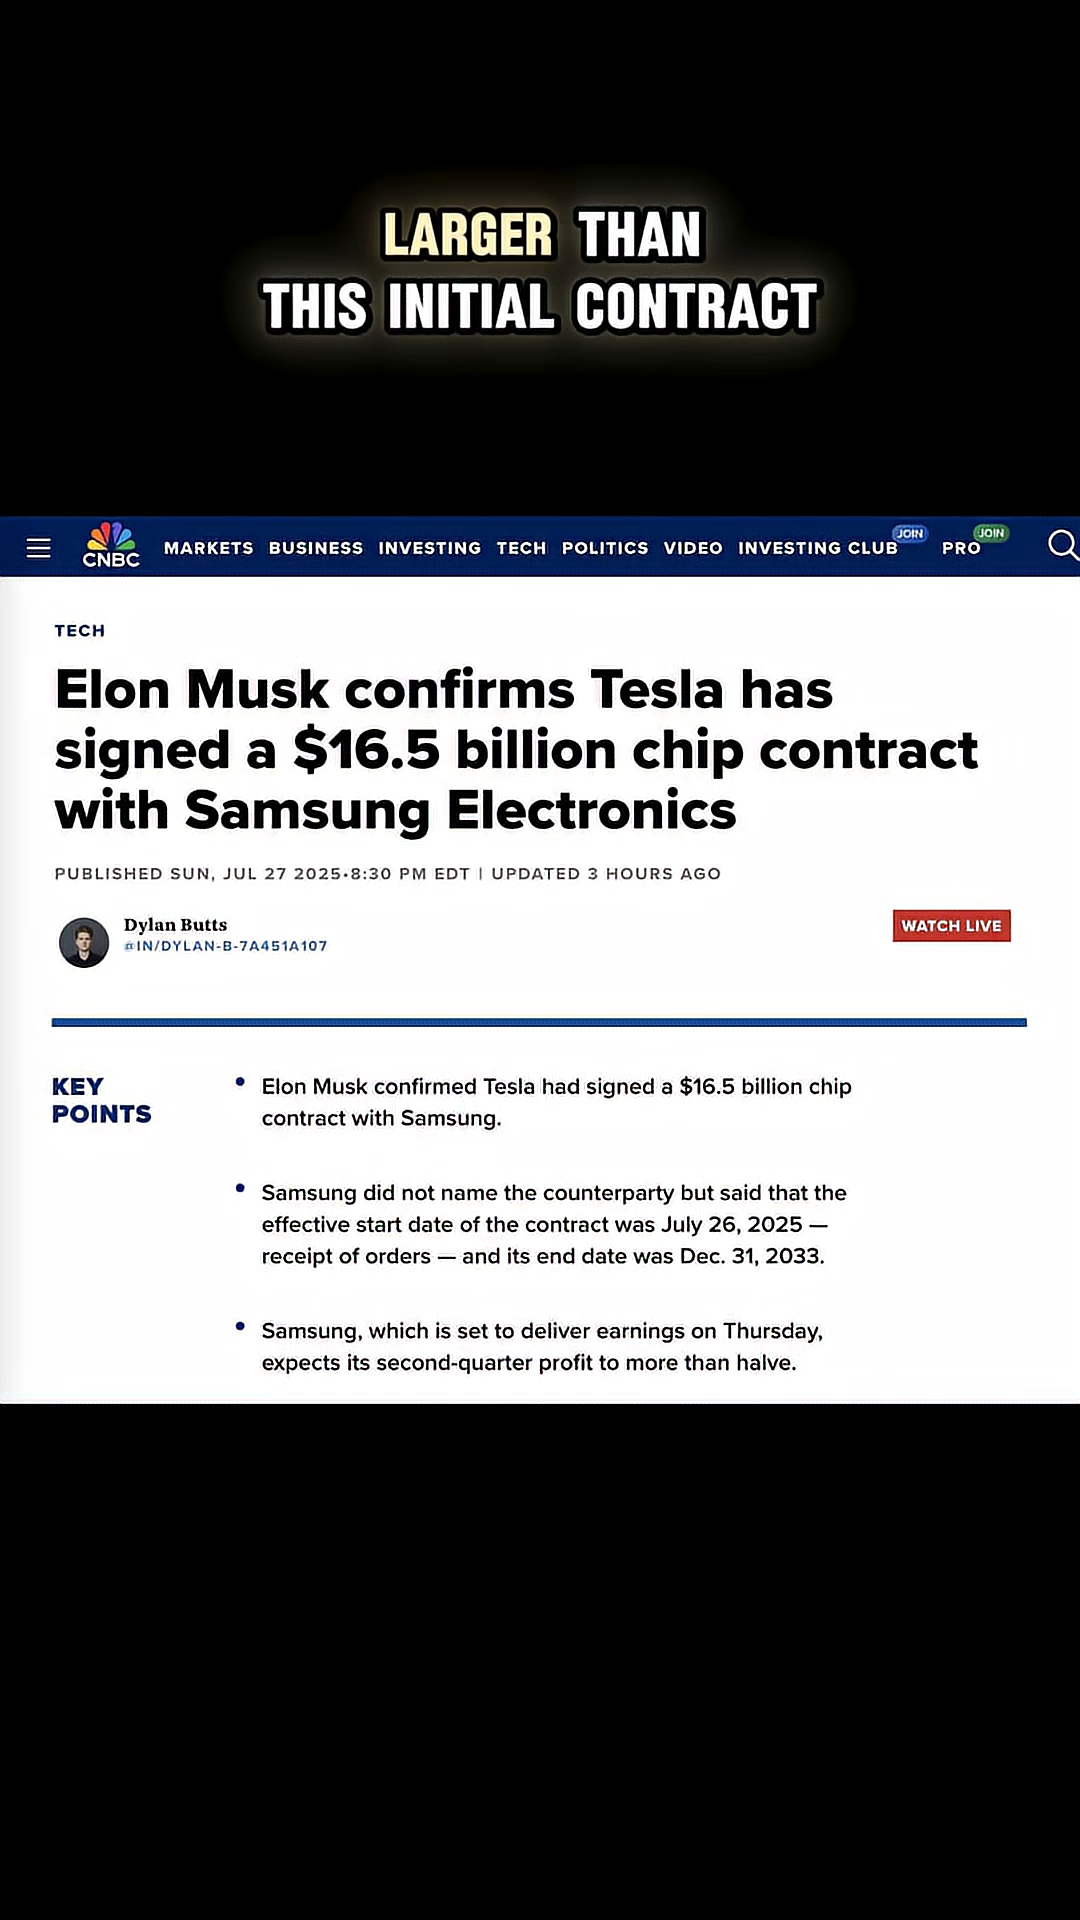 LARGER THAN
THIS INITIAL CONTRACT
CNBC
MARKETS BUSINESS INVESTING TECH POLITICS VIDEO INVESTING CLUB JOIN PRO JOIN
TECH
Elon Musk confirms Tesla has
signed a $16.5 billion chip contract
with Samsung Electronics
PUBLISHED SUN, JUL 27 2025•8:30 PM EDT | UPDATED 3 HOURS AGO
Dylan Butts
@IN/DYLAN-B-7A451A107
WATCH LIVE
KEY
POINTS
• Elon Musk confirmed Tesla had signed a $16.5 billion chip
contract with Samsung.
• Samsung did not name the counterparty but said that the
effective start date of the contract was July 26, 2025 —
receipt of orders — and its end date was Dec. 31, 2033.
• Samsung, which is set to deliver earnings on Thursday,
expects its second-quarter profit to more than halve.